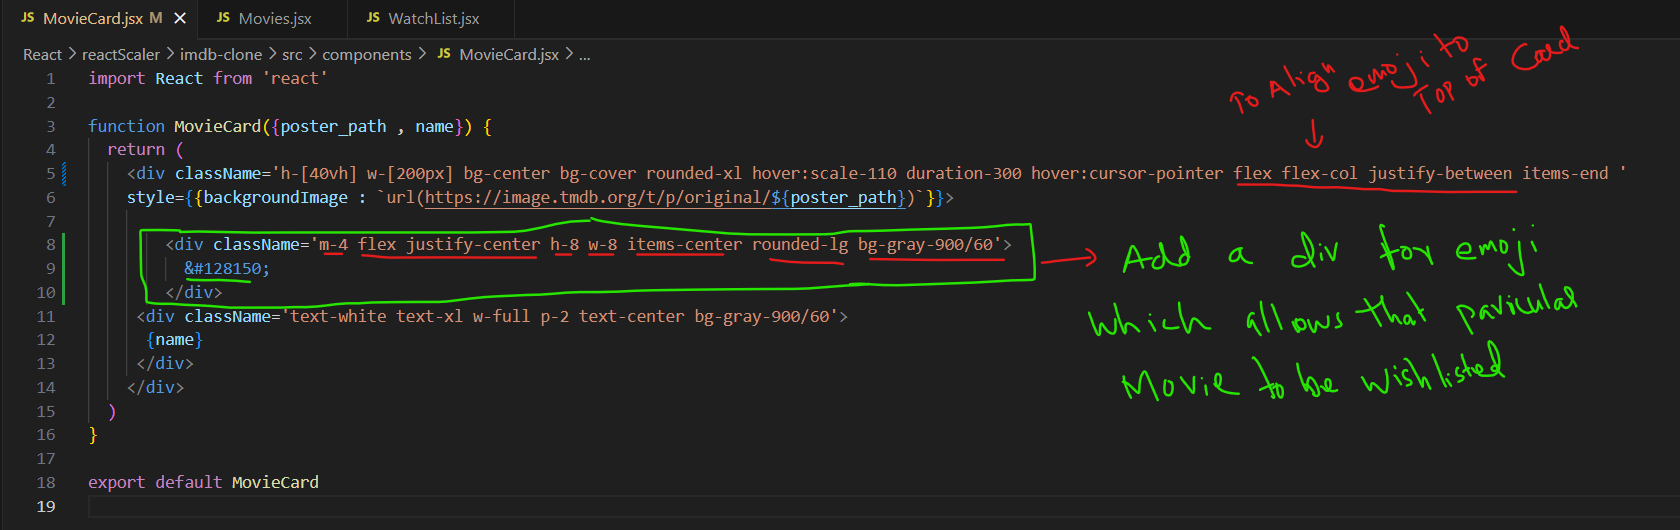 JS MovieCard.jsx M × JS Movies.jsx JS WatchList.jsx
React > reactScaler > imdb-clone > src > components > JS MovieCard.jsx > ...
1 import React from 'react'
2
3 function MovieCard({poster_path , name}) {
4 return (
5 <div className='h-[40vh] w-[200px] bg-center bg-cover rounded-xl hover:scale-110 duration-300 hover:cursor-pointer flex flex-col justify-between items-end '
6 style={{backgroundImage : `url(https://image.tmdb.org/t/p/original/${poster_path})`}}>
7
8 <div className='m-4 flex justify-center h-8 w-8 items-center rounded-lg bg-gray-900/60'>
9 &#128150;
10 </div>
11 <div className='text-white text-xl w-full p-2 text-center bg-gray-900/60'>
12 {name}
13 </div>
14 </div>
15 )
16 }
17
18 export default MovieCard
19
To Align emoji to
Top of Card
Add a div for emoji
which allows that paviculal
Movie to be wishlisted